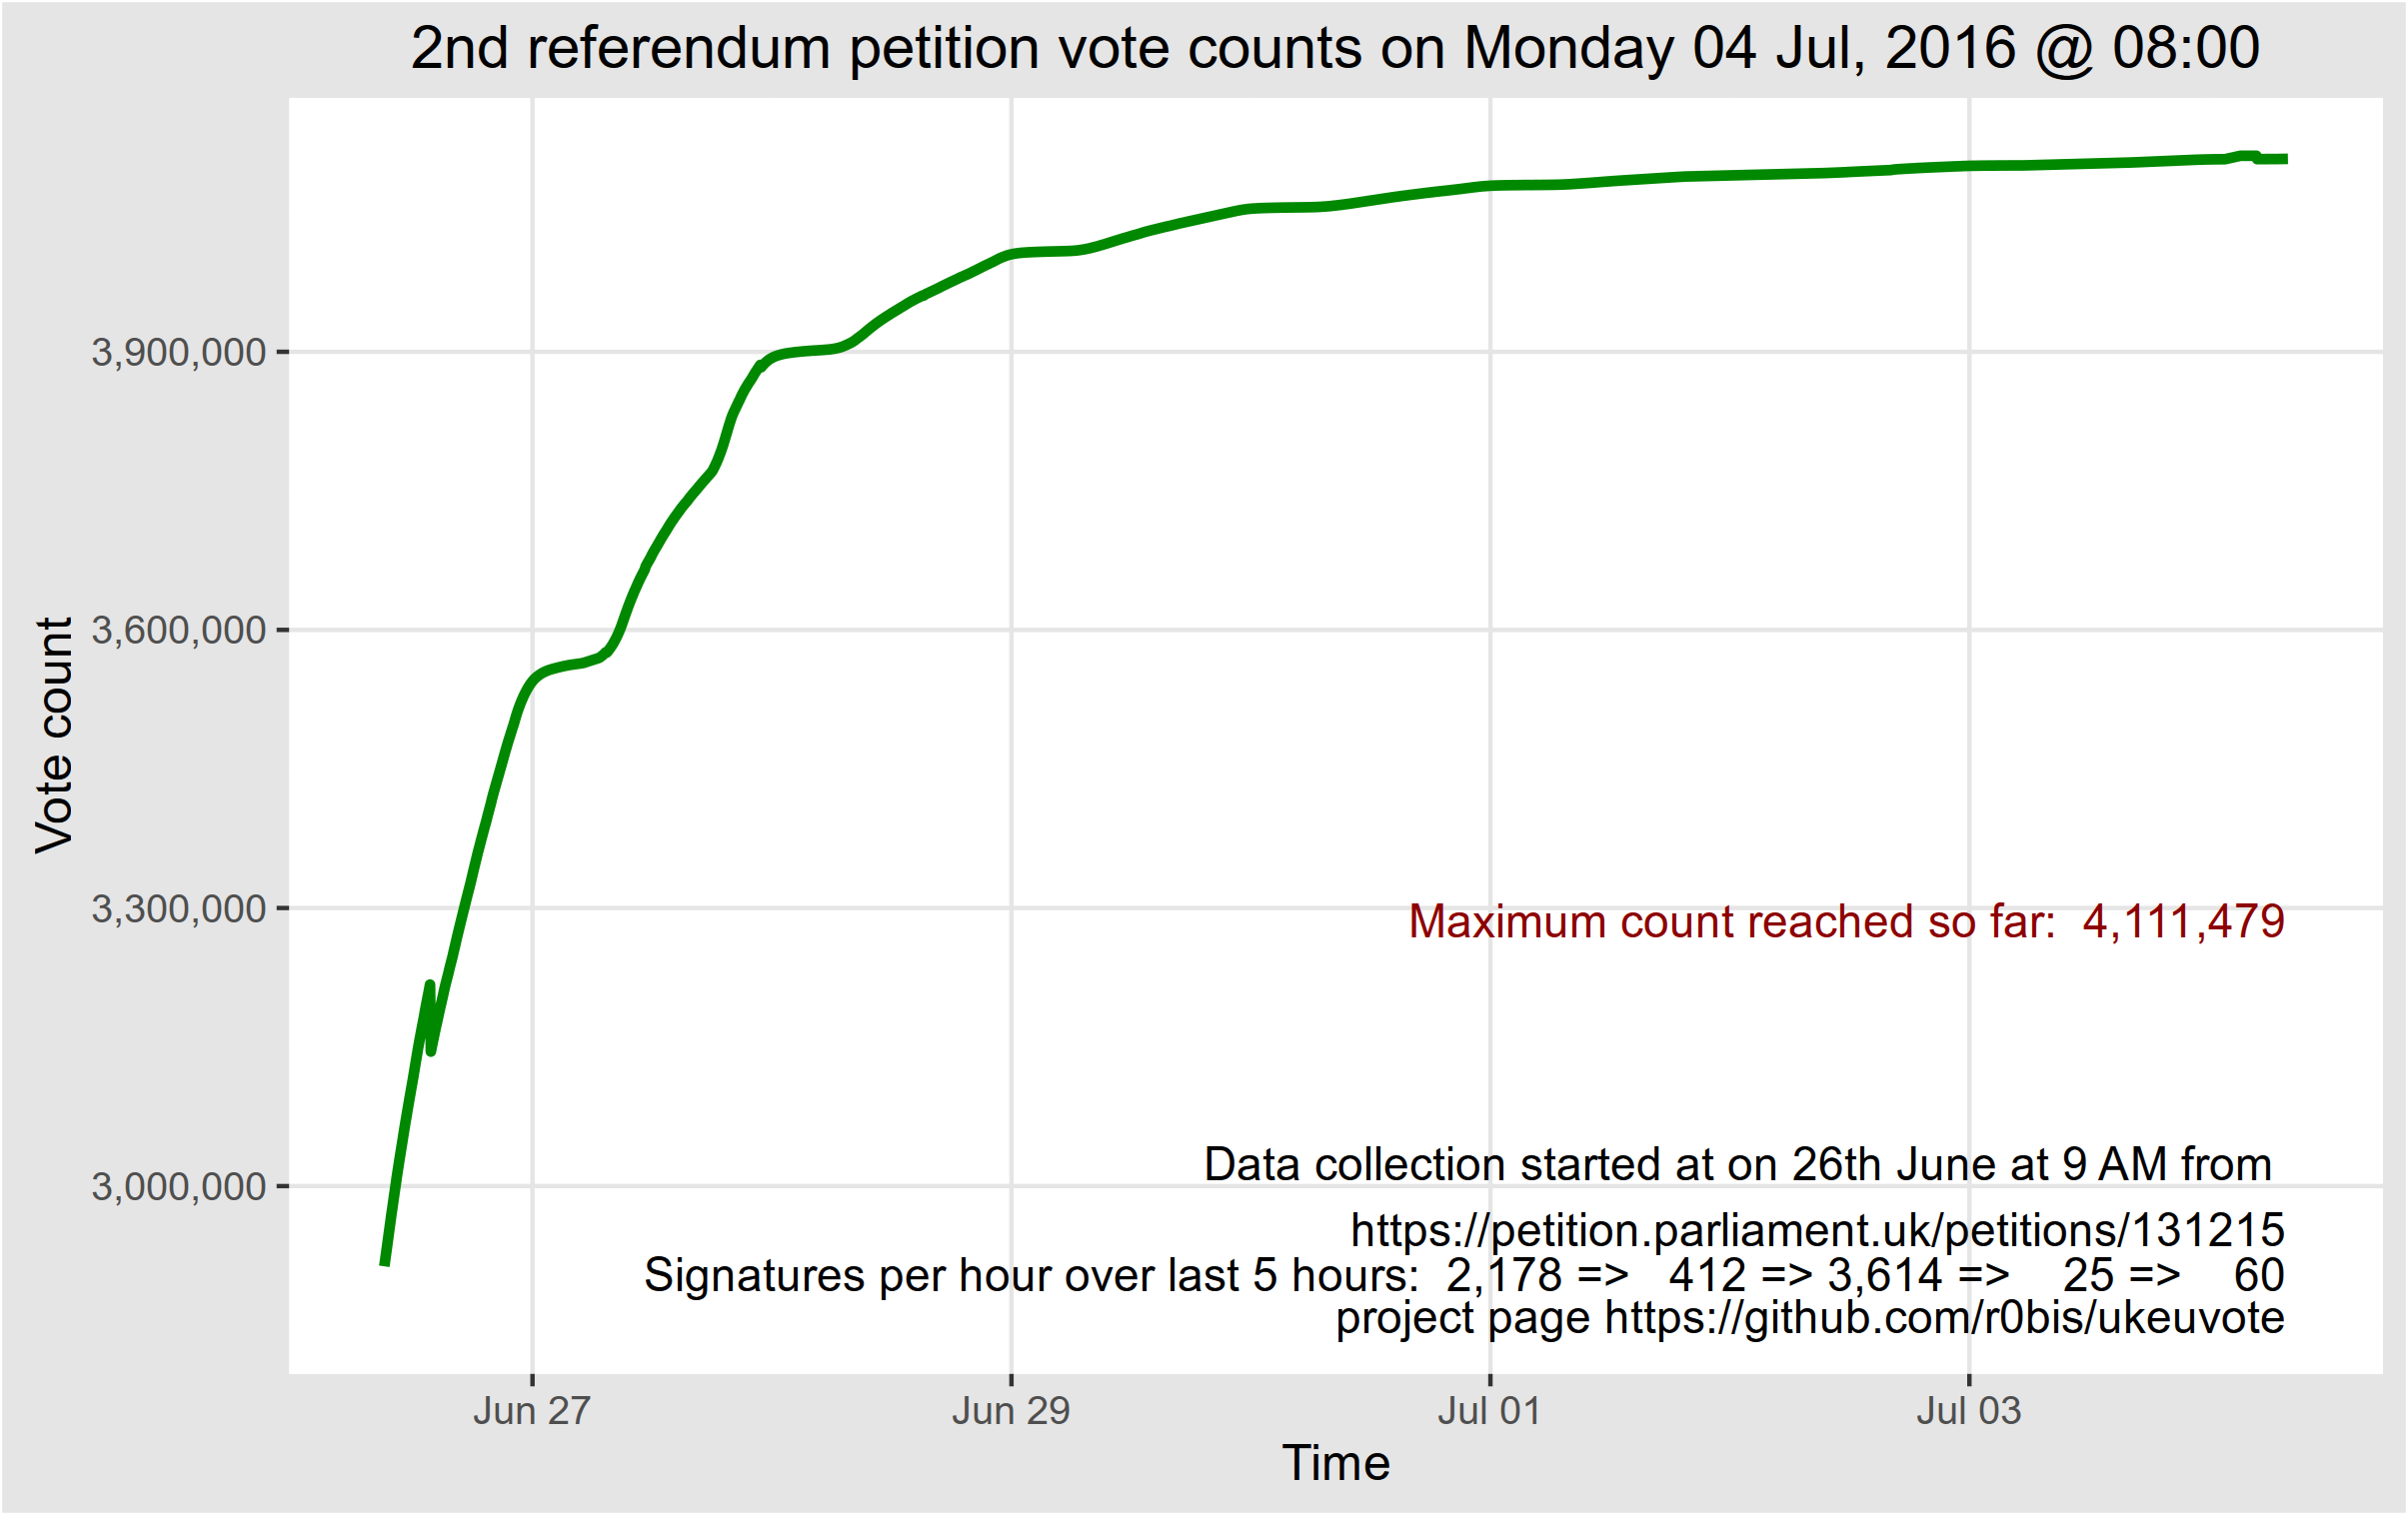 2nd referendum petition vote counts on Monday 04 Jul, 2016 @ 08:00
Vote count
3,900,000
3,600,000
3,300,000
3,000,000
Maximum count reached so far:  4,111,479
Data collection started at on 26th June at 9 AM from
https://petition.parliament.uk/petitions/131215
Signatures per hour over last 5 hours:  2,178 =>   412 => 3,614 =>    25 =>    60
project page https://github.com/r0bis/ukeuvote
Jun 27 Jun 29 Jul 01 Jul 03
Time